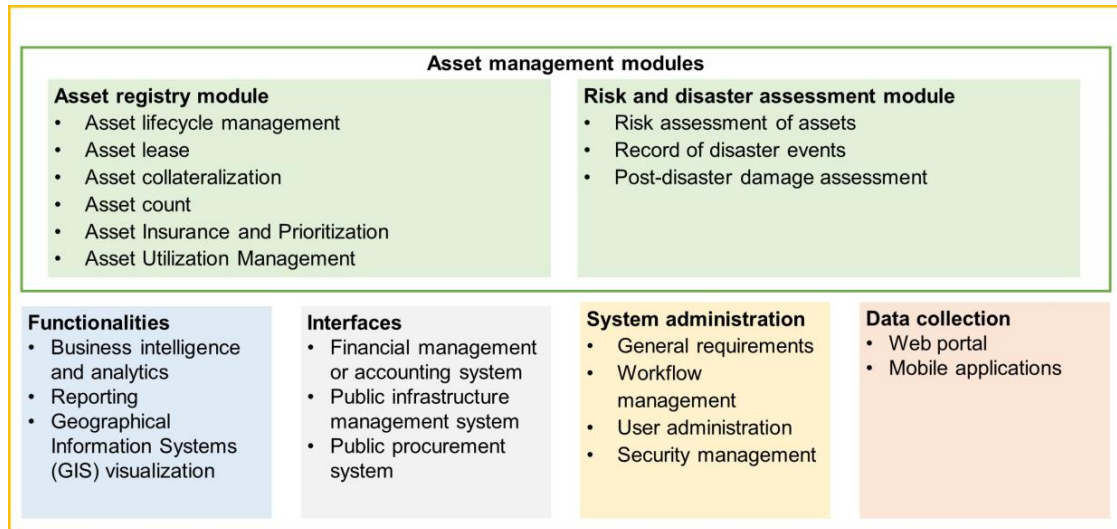 Asset management modules
Asset registry module
• Asset lifecycle management
• Asset lease
• Asset collateralization
• Asset count
• Asset Insurance and Prioritization
• Asset Utilization Management
Risk and disaster assessment module
• Risk assessment of assets
• Record of disaster events
• Post-disaster damage assessment
Functionalities
• Business intelligence
and analytics
• Reporting
• Geographical
Information Systems
(GIS) visualization
Interfaces
• Financial management
or accounting system
• Public infrastructure
management system
• Public procurement
system
System administration
• General requirements
• Workflow
management
• User administration
• Security management
Data collection
• Web portal
• Mobile applications